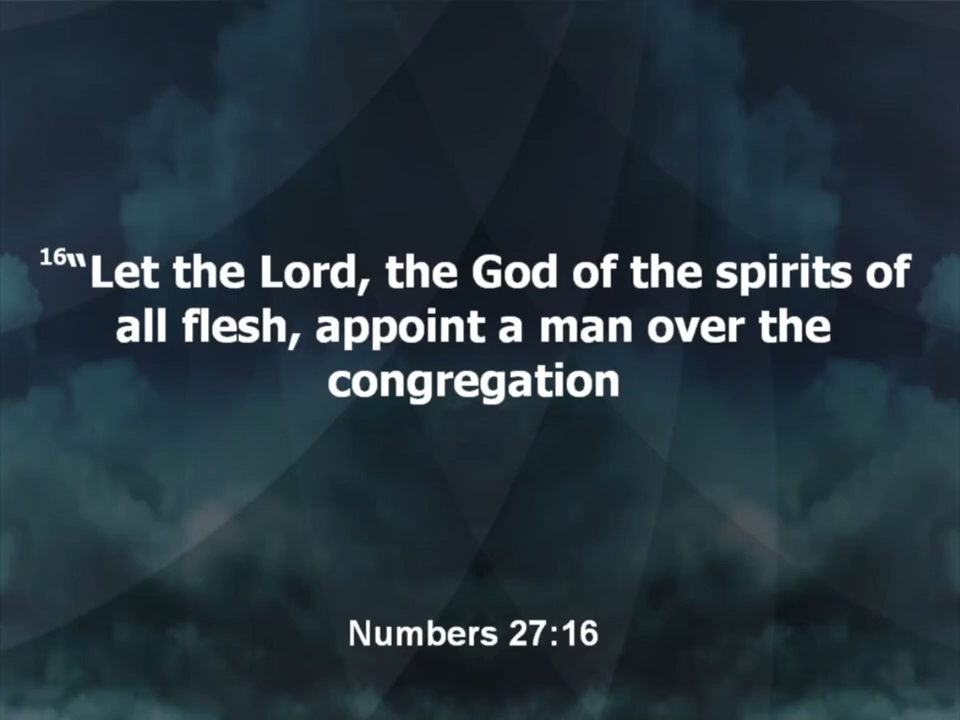 16“Let the Lord, the God of the spirits of
all flesh, appoint a man over the
congregation
Numbers 27:16